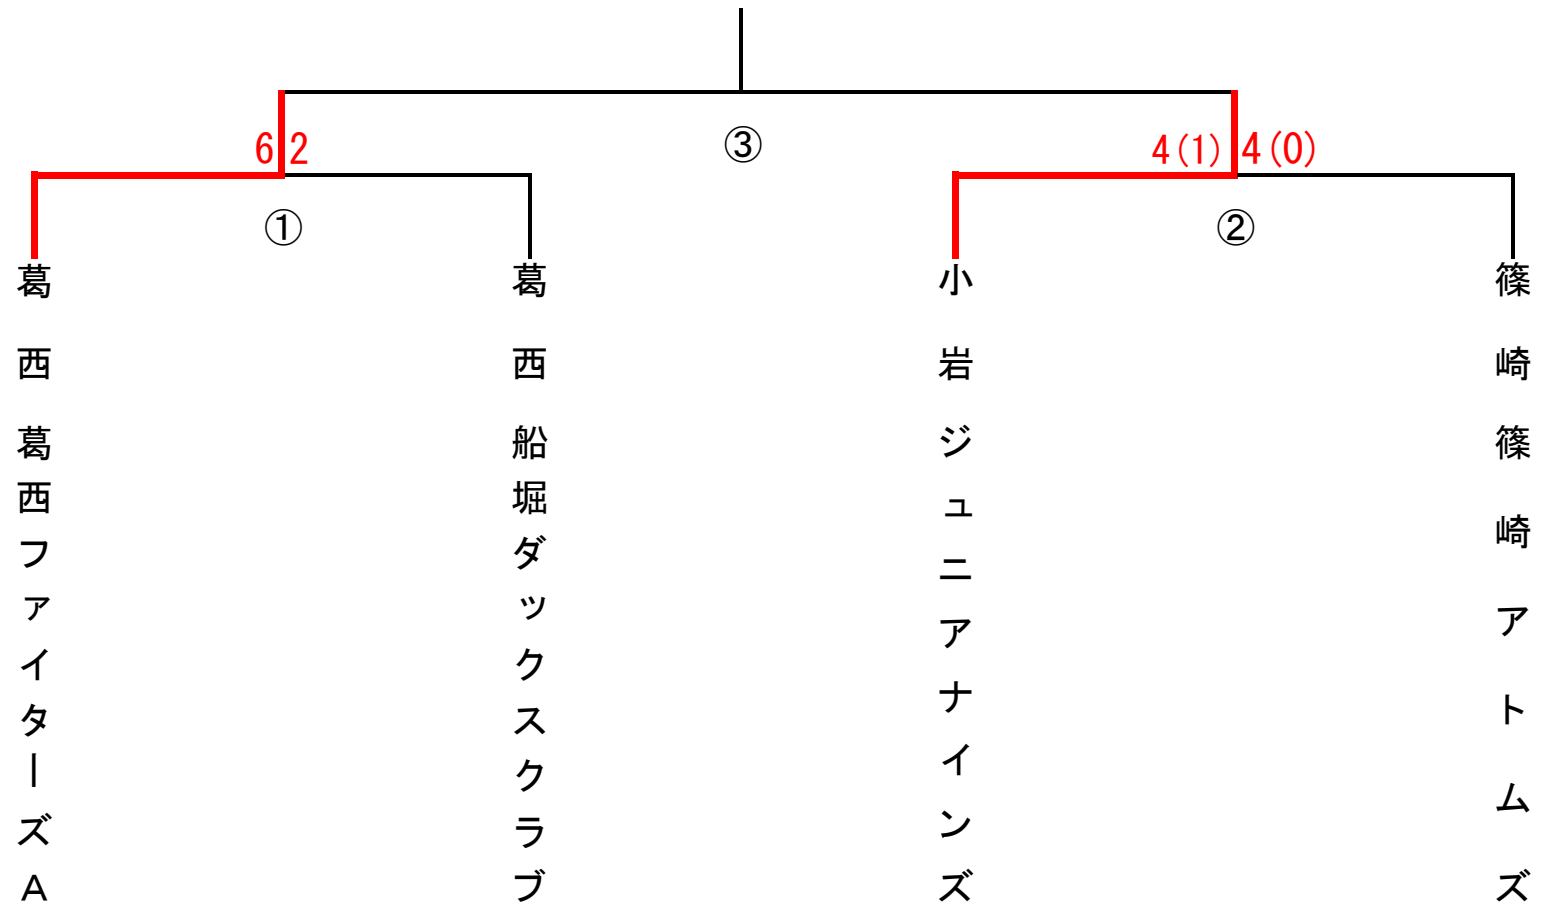 6 2
③
4(1) 4(0)
①
②
葛西 葛西ファイターズA
葛西 船堀ダックスクラブ
小岩 ジュニアナインズ
篠崎 篠崎アトムズ